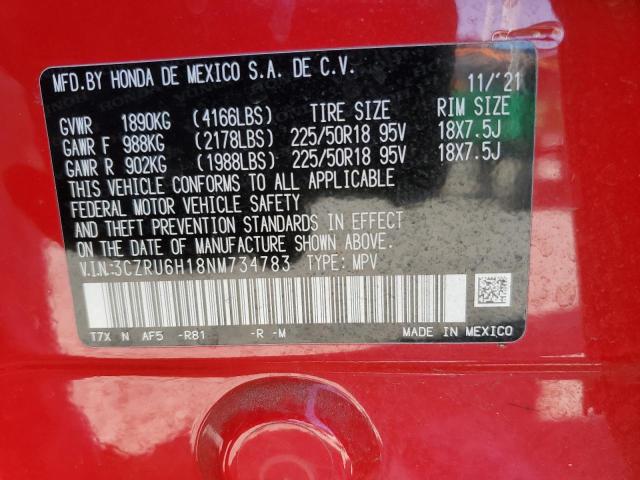 MFD.BY HONDA DE MEXICO S.A. DE C.V. 11/'21
GVWR 1890KG (4166LBS) TIRE SIZE RIM SIZE
GAWR F 988KG (2178LBS) 225/50R18 95V 18X7.5J
GAWR R 902KG (1988LBS) 225/50R18 95V 18X7.5J
THIS VEHICLE CONFORMS TO ALL APPLICABLE
FEDERAL MOTOR VEHICLE SAFETY
AND THEFT PREVENTION STANDARDS IN EFFECT
ON DATE OF MANUFACTURE SHOWN ABOVE.
V.I.N:3CZRU6H18NM734783 TYPE: MPV
T7X N AF5 -R81 -R -M MADE IN MEXICO